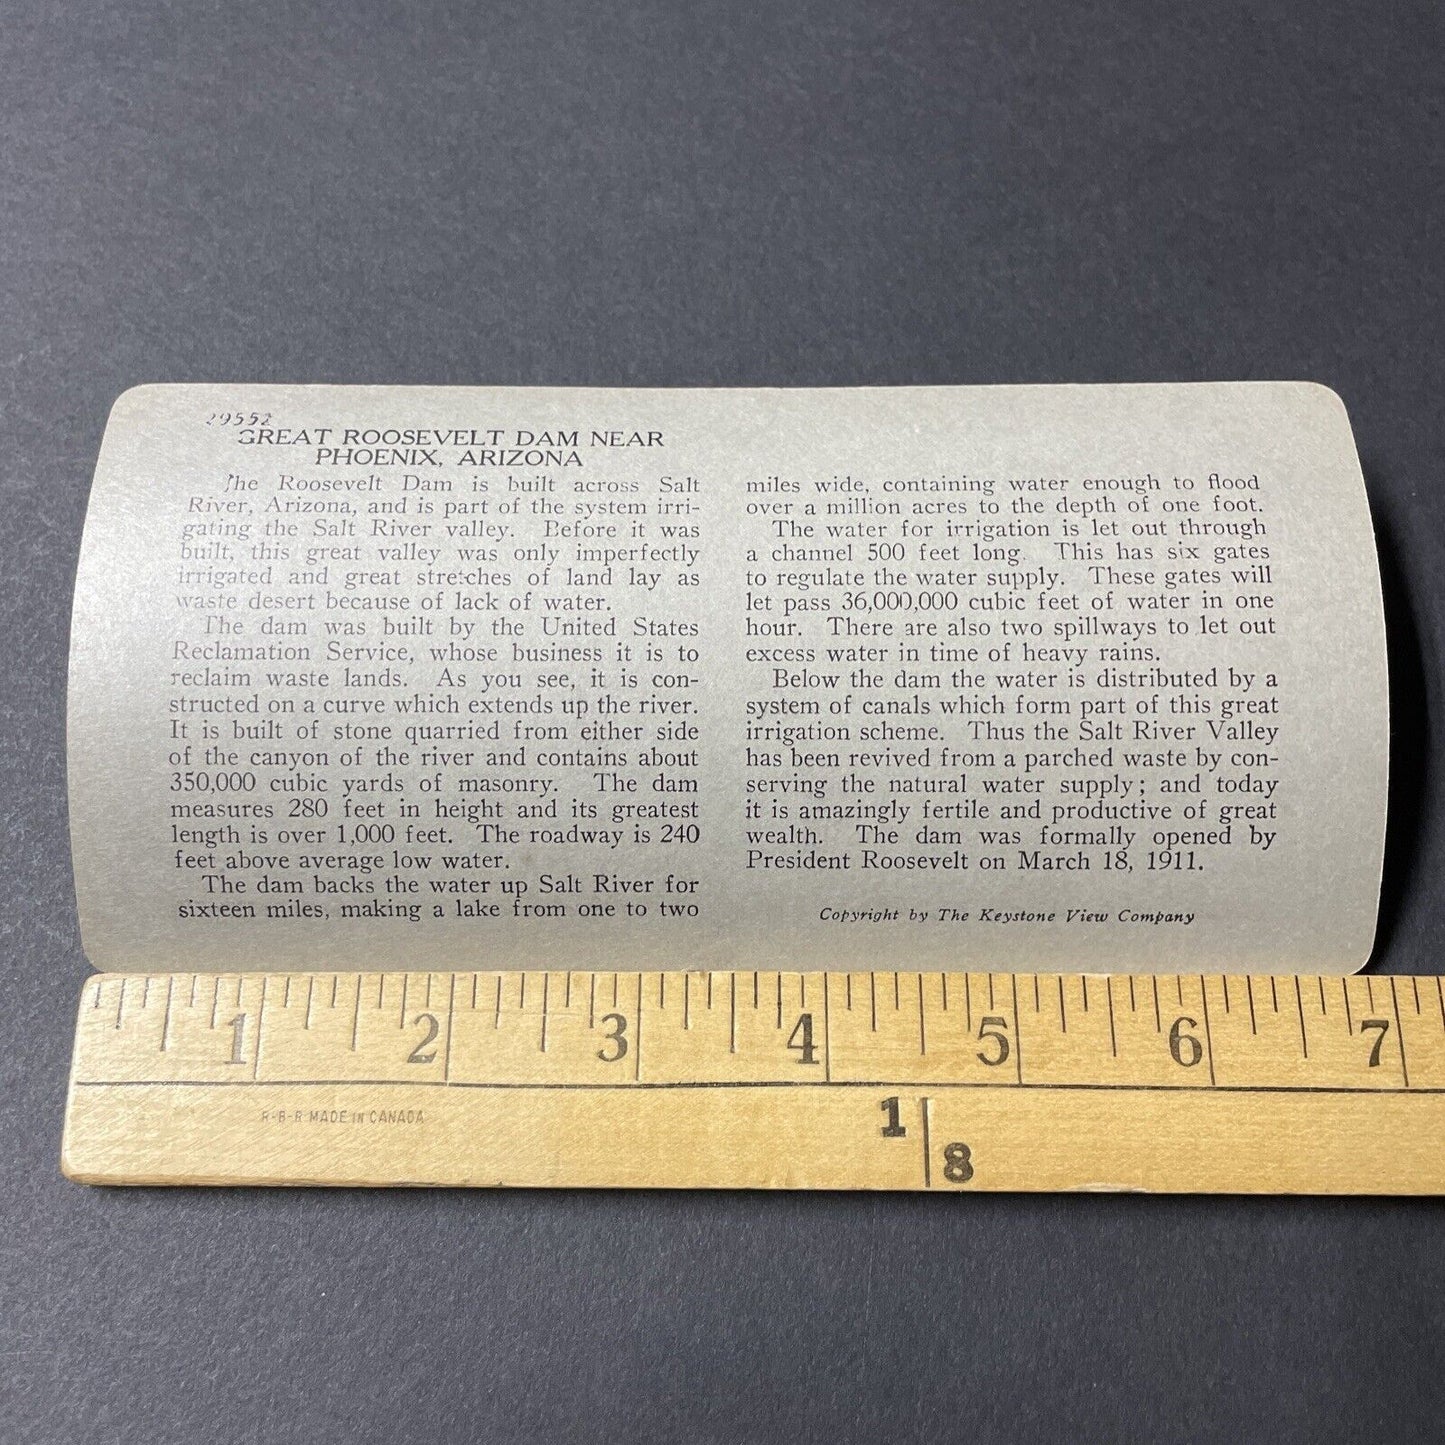 29552
GREAT ROOSEVELT DAM NEAR
PHOENIX, ARIZONA
The Roosevelt Dam is built across Salt
River, Arizona, and is part of the system irri-
gating the Salt River valley. Before it was
built, this great valley was only imperfectly
irrigated and great stretches of land lay as
waste desert because of lack of water.
The dam was built by the United States
Reclamation Service, whose business it is to
reclaim waste lands. As you see, it is con-
structed on a curve which extends up the river.
It is built of stone quarried from either side
of the canyon of the river and contains about
350,000 cubic yards of masonry. The dam
measures 280 feet in height and its greatest
length is over 1,000 feet. The roadway is 240
feet above average low water.
The dam backs the water up Salt River for
sixteen miles, making a lake from one to two
miles wide, containing water enough to flood
over a million acres to the depth of one foot.
The water for irrigation is let out through
a channel 500 feet long. This has six gates
to regulate the water supply. These gates will
let pass 36,000,000 cubic feet of water in one
hour. There are also two spillways to let out
excess water in time of heavy rains.
Below the dam the water is distributed by a
system of canals which form part of this great
irrigation scheme. Thus the Salt River Valley
has been revived from a parched waste by con-
serving the natural water supply; and today
it is amazingly fertile and productive of great
wealth. The dam was formally opened by
President Roosevelt on March 18, 1911.
Copyright by The Keystone View Company
1 2 3 4 5 6 7
R-B-R MADE IN CANADA
1
8